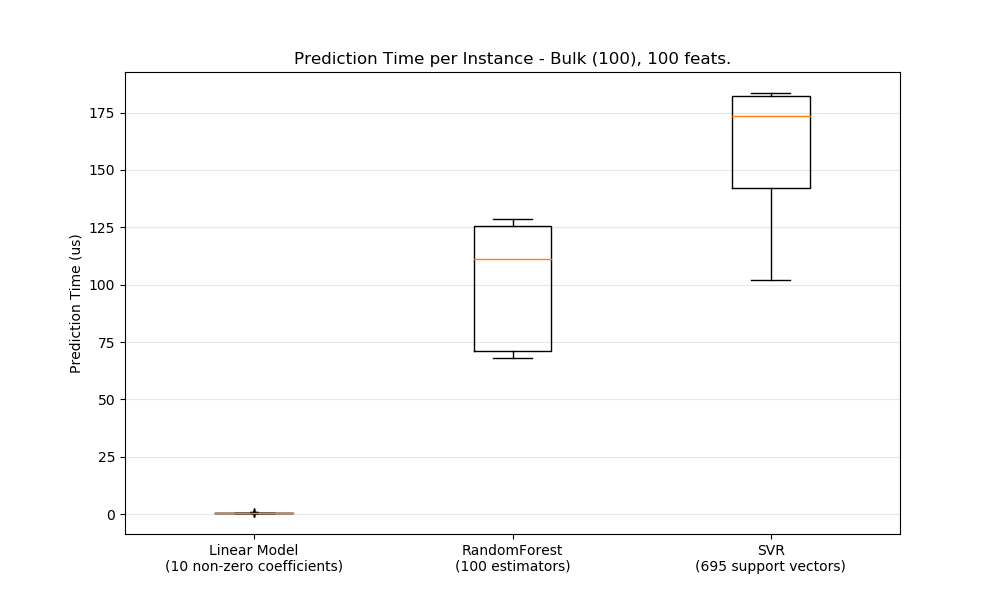 Prediction Time per Instance - Bulk (100), 100 feats.
Prediction Time (us)
175
150
125
100
75
50
25
0
Linear Model
(10 non-zero coefficients)
RandomForest
(100 estimators)
SVR
(695 support vectors)